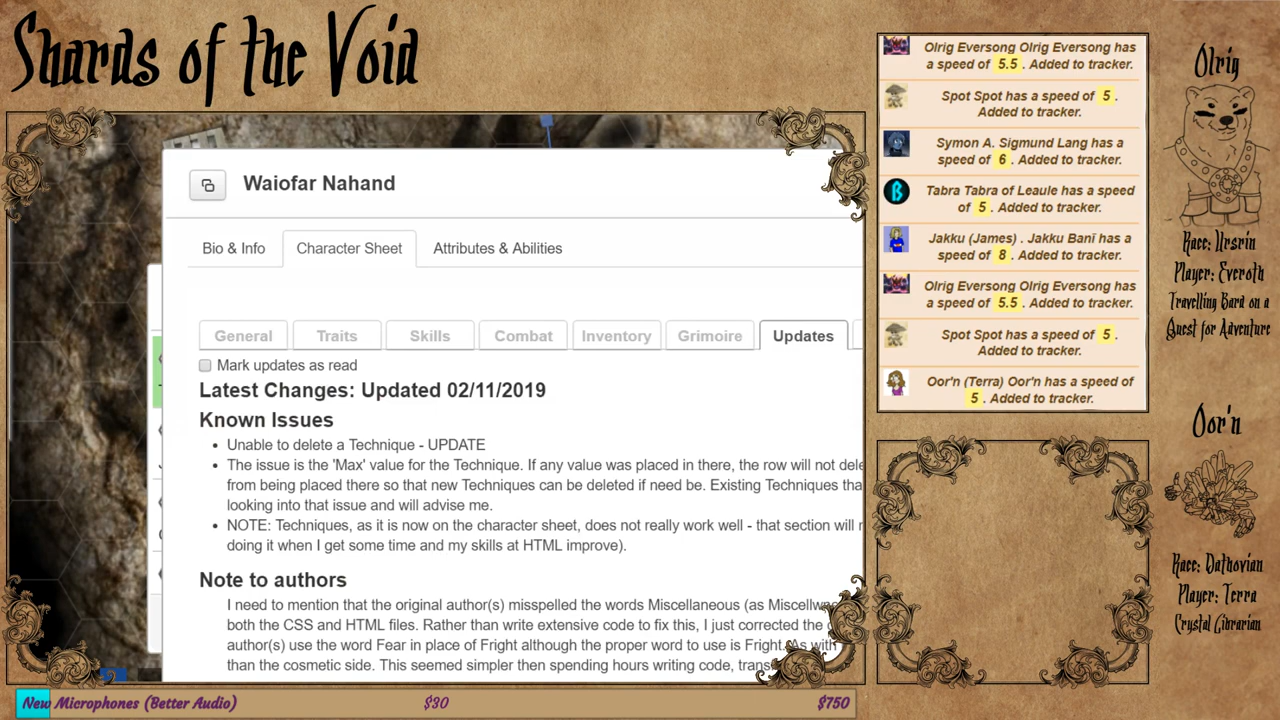 Shards of the Void
Waiofar Nahand
Bio & Info
Character Sheet
Attributes & Abilities
General
Traits
Skills
Combat
Inventory
Grimoire
Updates
Mark updates as read
Latest Changes: Updated 02/11/2019
Known Issues
• Unable to delete a Technique - UPDATE
• The issue is the 'Max' value for the Technique. If any value was placed in there, the row will not dele
from being placed there so that new Techniques can be deleted if need be. Existing Techniques tha
looking into that issue and will advise me.
• NOTE: Techniques, as it is now on the character sheet, does not really work well - that section will r
doing it when I get some time and my skills at HTML improve).
Note to authors
I need to mention that the original author(s) misspelled the words Miscellaneous (as Miscellw
both the CSS and HTML files. Rather than write extensive code to fix this, I just corrected the
author(s) use the word Fear in place of Fright although the proper word to use is Fright. As with
than the cosmetic side. This seemed simpler then spending hours writing code, trans
New Microphones (Better Audio)
$30
$750
Olrig Eversong Olrig Eversong has
a speed of 5.5 . Added to tracker.
Spot Spot has a speed of 5 .
Added to tracker.
Symon A. Sigmund Lang has a
speed of 6 . Added to tracker.
Tabra Tabra of Leaule has a speed
of 5 . Added to tracker.
Jakku (James) . Jakku Banī has a
speed of 8 . Added to tracker.
Olrig Eversong Olrig Eversong has
a speed of 5.5 . Added to tracker.
Spot Spot has a speed of 5 .
Added to tracker.
Oor'n (Terra) Oor'n has a speed of
5 . Added to tracker.
Olrig
Race: Ursrin
Player: Everoth
Travelling Bard on a
Quest for Adventure
Oor'n
Race: Dathovian
Player: Terra
Crystal Librarian